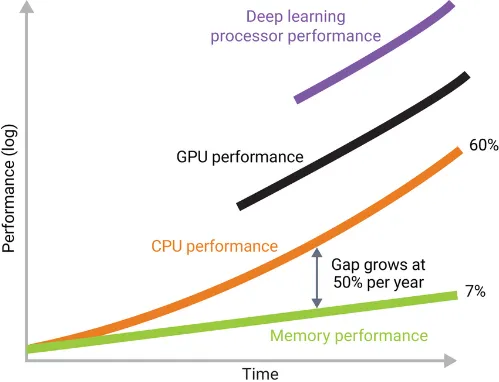 Deep learning
processor performance
GPU performance
60%
CPU performance
Gap grows at
50% per year
7%
Memory performance
Performance (log)
Time